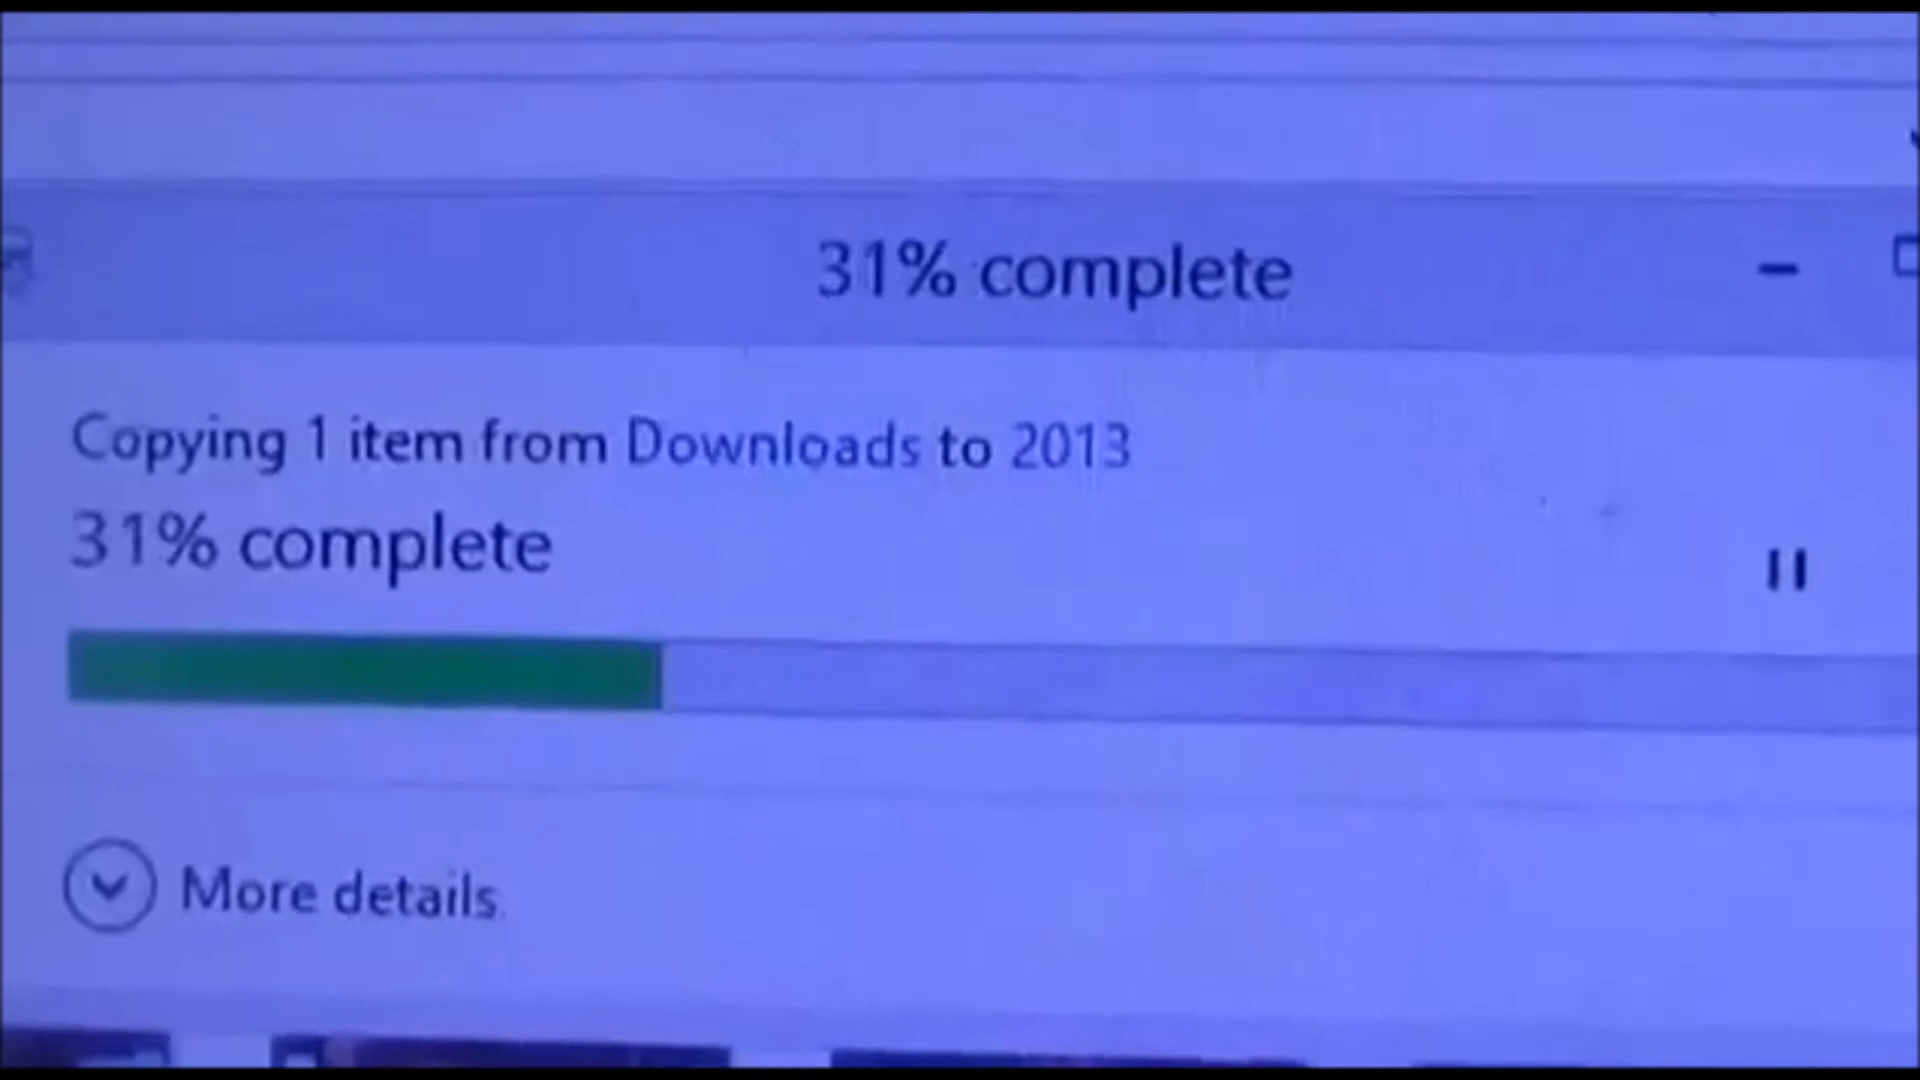 31% complete
Copying 1 item from Downloads to 2013
31% complete
More details